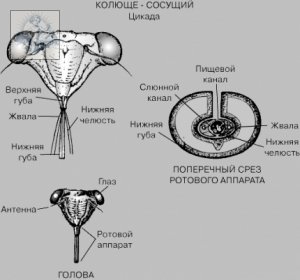 КОЛЮЩЕ - СОСУЩИЙ
Цикада
Верхняя
губа
Жвала
Нижняя
челюсть
Нижняя
губа
Пищевой
канал
Слюнной
канал
Нижняя
губа
Жвала
Нижняя
челюсть
ПОПЕРЕЧНЫЙ СРЕЗ
РОТОВОГО АППАРАТА
Глаз
Антенна
Ротовой
аппарат
ГОЛОВА